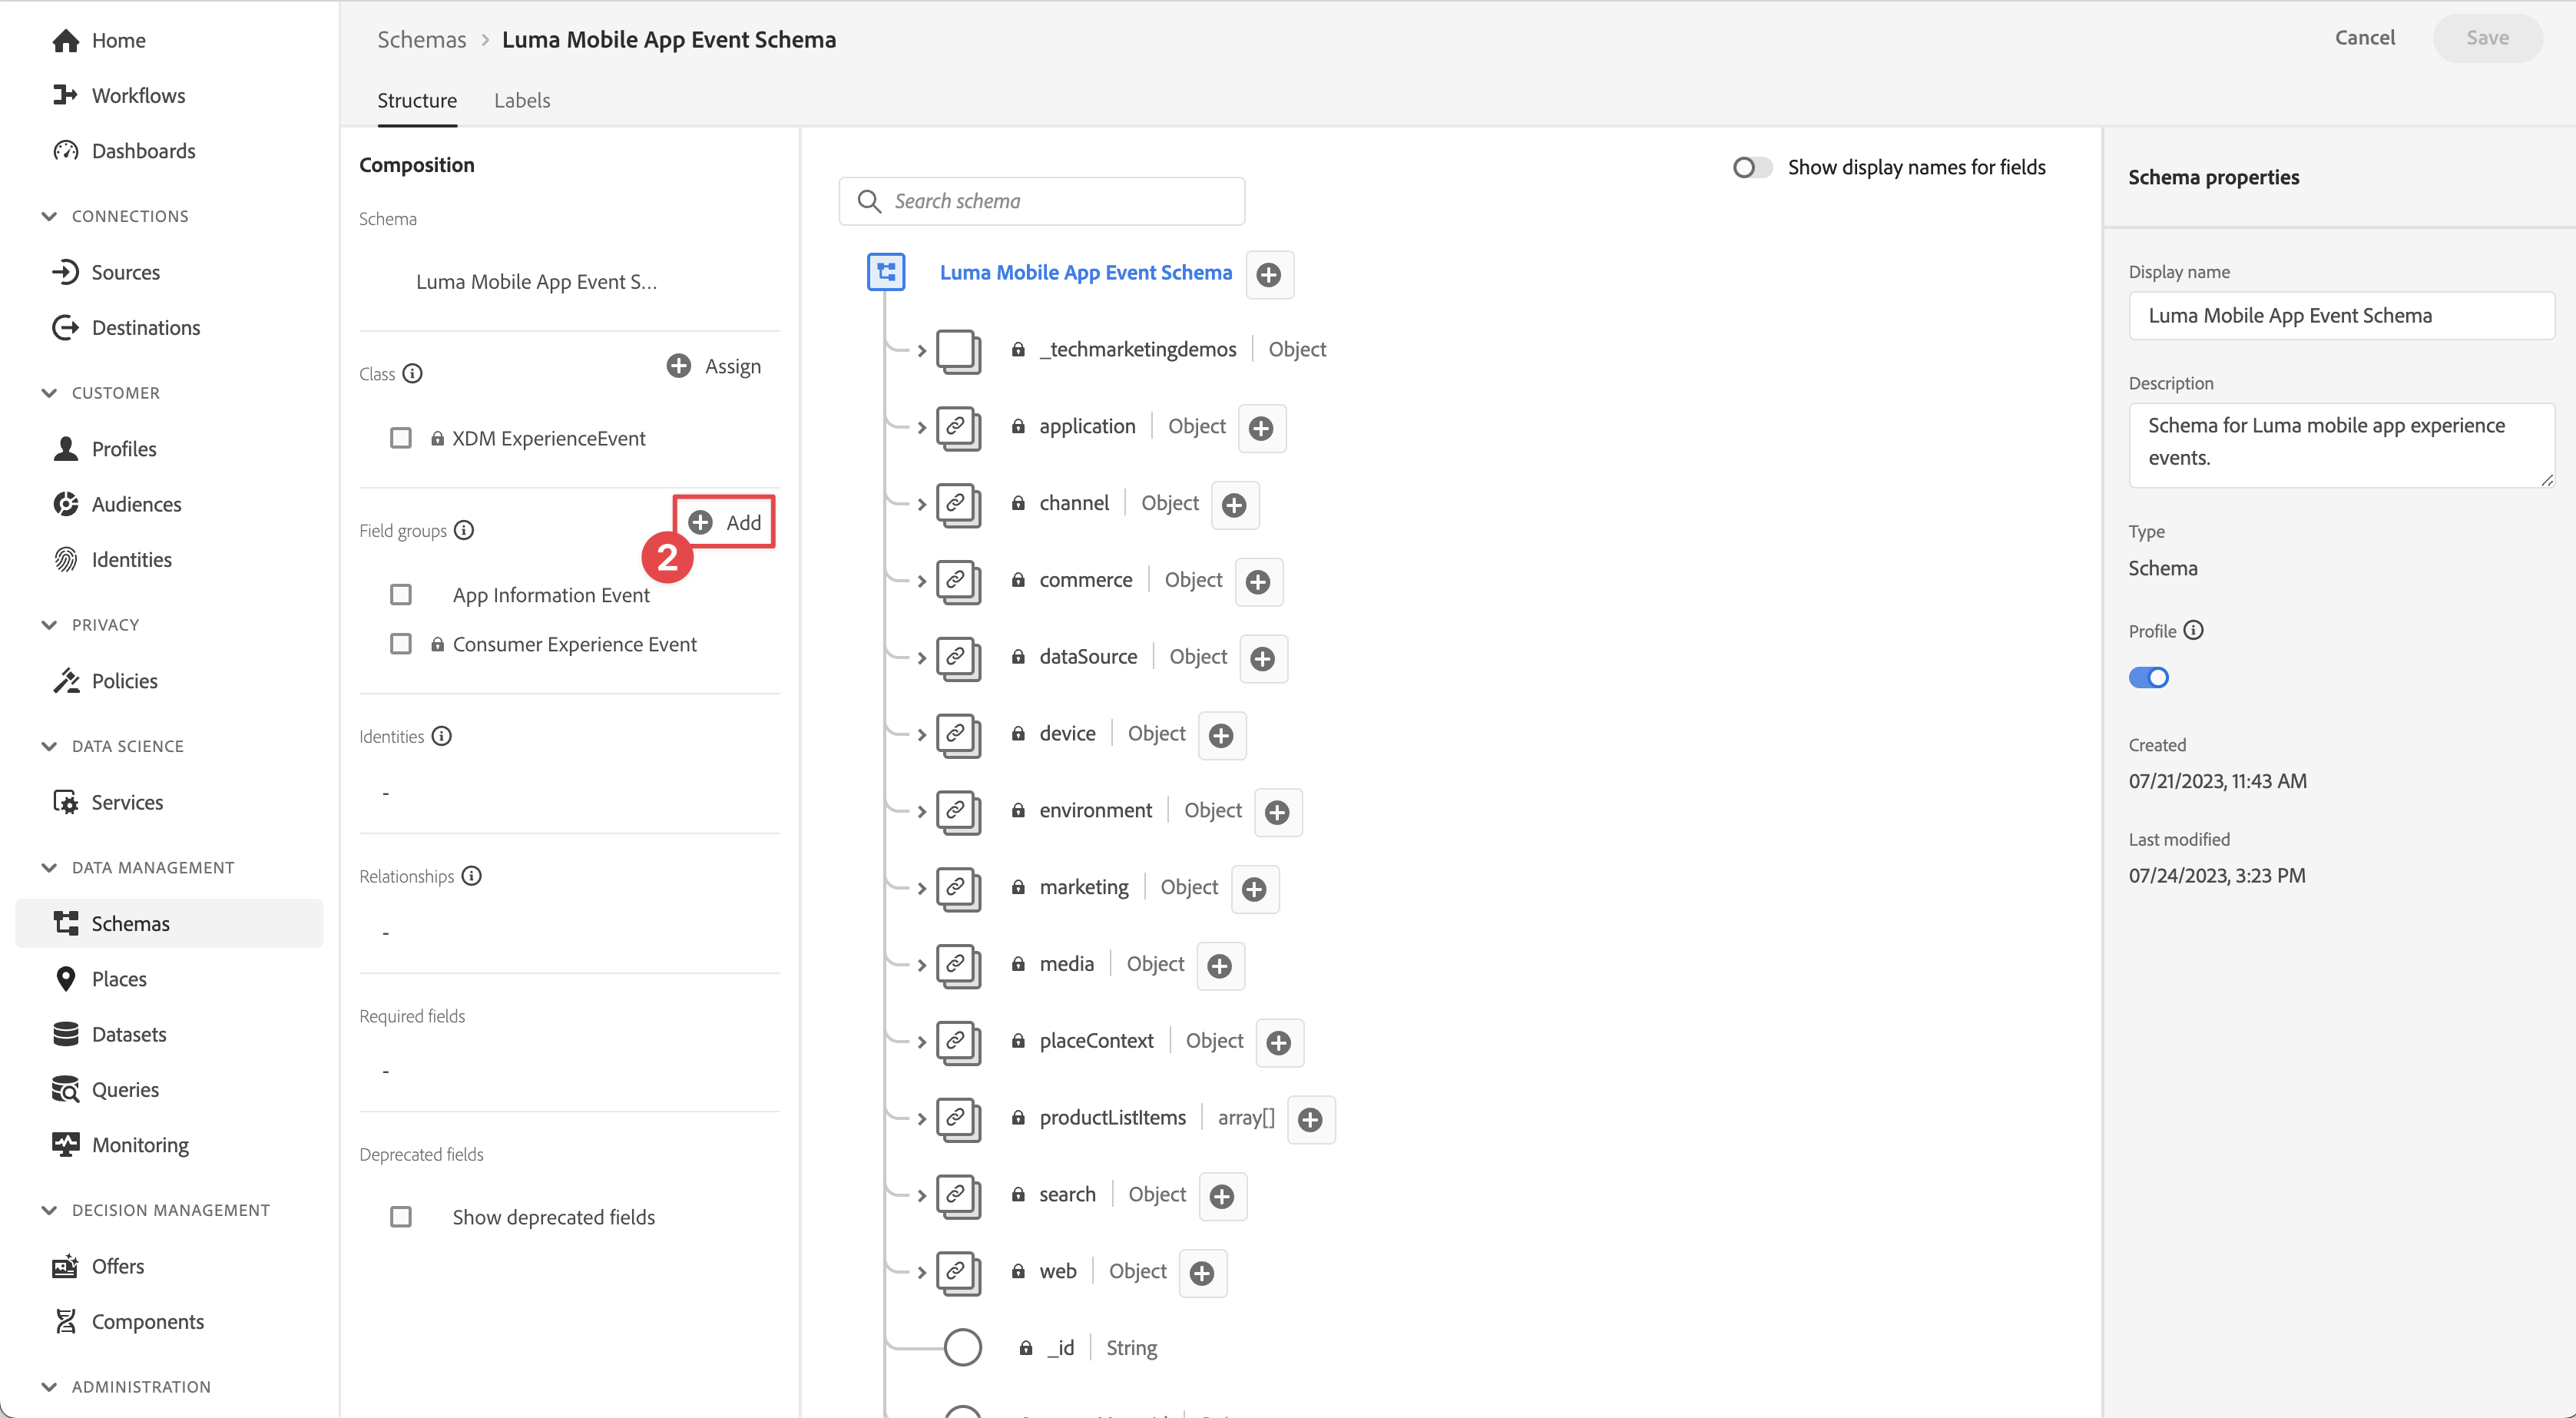 Home
Workflows
Dashboards
CONNECTIONS
Sources
Destinations
CUSTOMER
Profiles
Audiences
Identities
PRIVACY
Policies
DATA SCIENCE
Services
DATA MANAGEMENT
Schemas
Places
Datasets
Queries
Monitoring
DECISION MANAGEMENT
Offers
Components
ADMINISTRATION
Schemas > Luma Mobile App Event Schema
Cancel
Save
Structure
Labels
Composition
Schema
Luma Mobile App Event S...
Class
Assign
XDM ExperienceEvent
Field groups
Add
2
App Information Event
Consumer Experience Event
Identities
-
Relationships
-
Required fields
-
Deprecated fields
Show deprecated fields
Show display names for fields
Search schema
Luma Mobile App Event Schema
_techmarketingdemos | Object
application | Object
channel | Object
commerce | Object
dataSource | Object
device | Object
environment | Object
marketing | Object
media | Object
placeContext | Object
productListItems | array[]
search | Object
web | Object
_id | String
Schema properties
Display name
Luma Mobile App Event Schema
Description
Schema for Luma mobile app experience
events.
Type
Schema
Profile
Created
07/21/2023, 11:43 AM
Last modified
07/24/2023, 3:23 PM